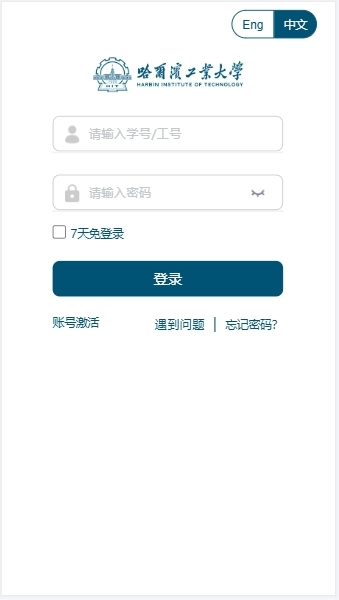 Eng 中文
哈尔滨工业大学
HARBIN INSTITUTE OF TECHNOLOGY
请输入学号/工号
请输入密码
7天免登录
登录
账号激活 遇到问题 | 忘记密码?